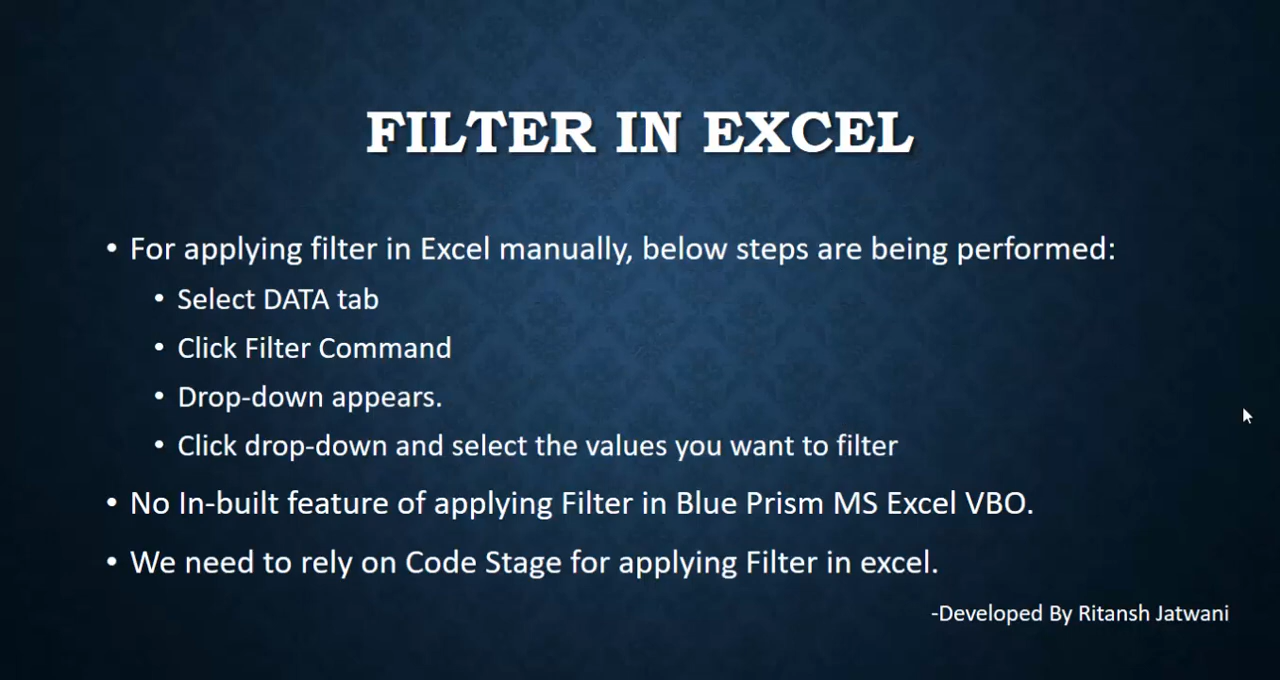 FILTER IN EXCEL
• For applying filter in Excel manually, below steps are being performed:
• Select DATA tab
• Click Filter Command
• Drop-down appears.
• Click drop-down and select the values you want to filter
• No In-built feature of applying Filter in Blue Prism MS Excel VBO.
• We need to rely on Code Stage for applying Filter in excel.
-Developed By Ritansh Jatwani